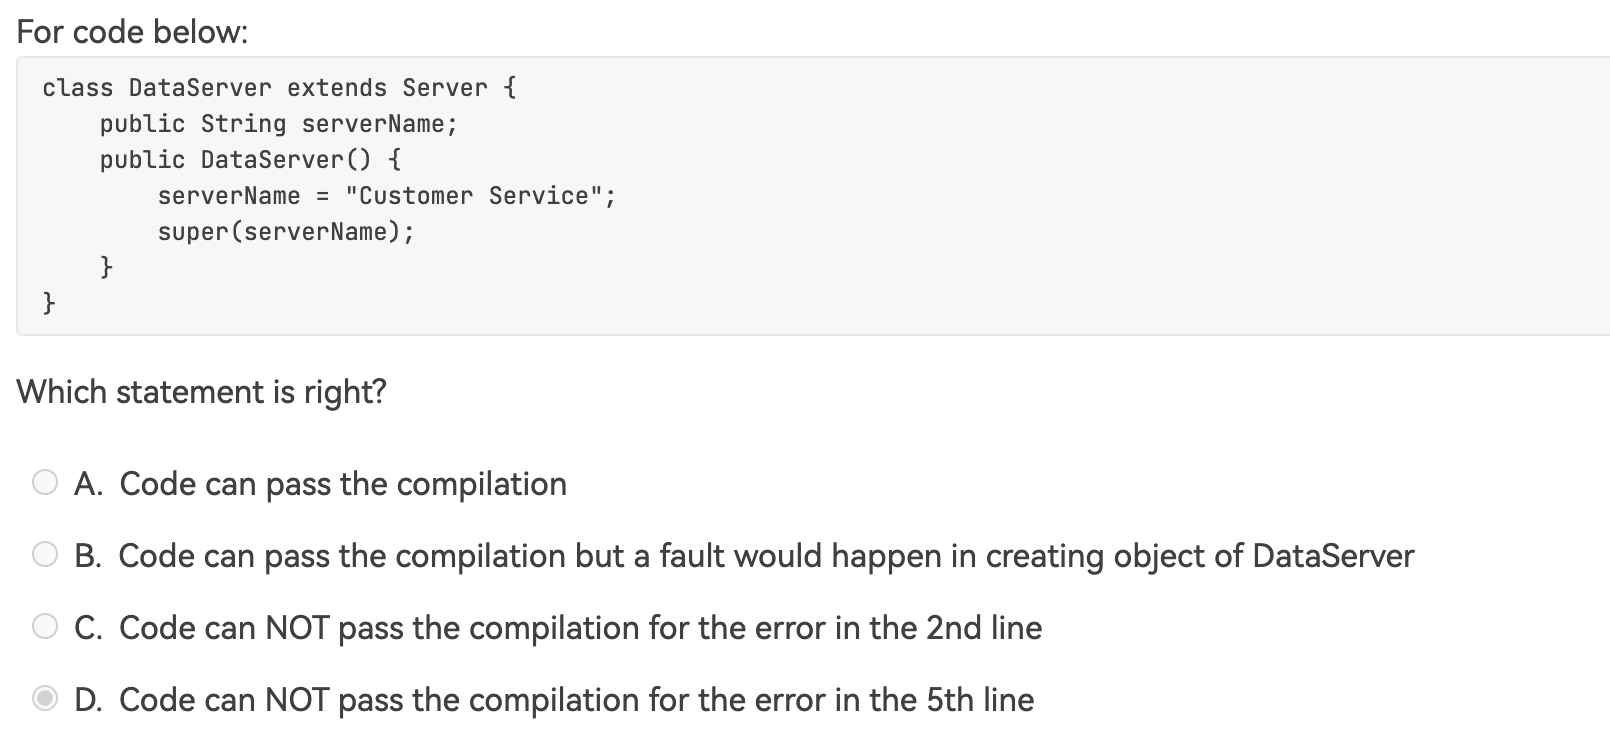 For code below:
class DataServer extends Server {
    public String serverName;
    public DataServer() {
        serverName = "Customer Service";
        super(serverName);
    }
}
Which statement is right?
A. Code can pass the compilation
B. Code can pass the compilation but a fault would happen in creating object of DataServer
C. Code can NOT pass the compilation for the error in the 2nd line
D. Code can NOT pass the compilation for the error in the 5th line